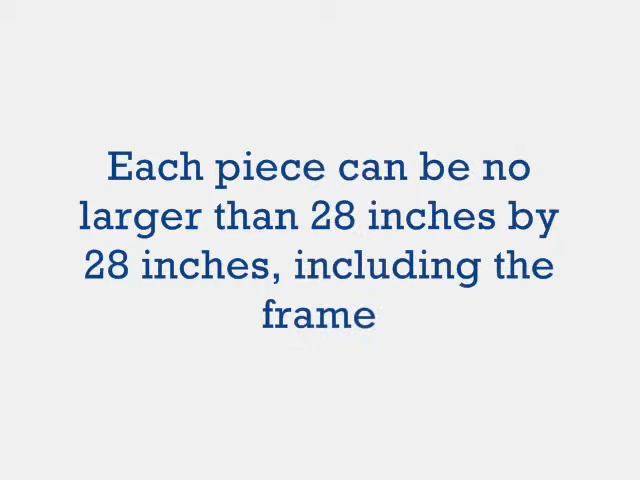 Each piece can be no
larger than 28 inches by
28 inches, including the
frame